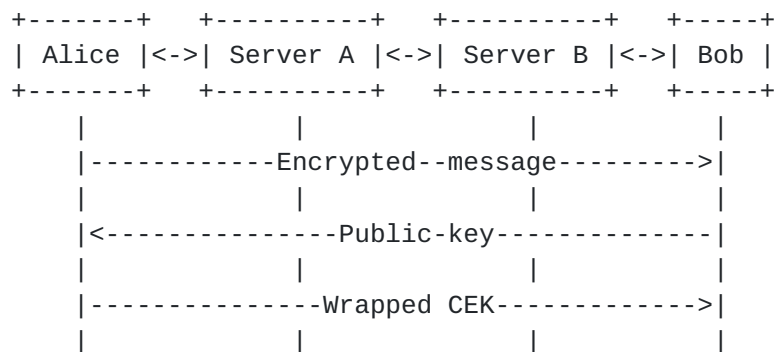 +-------+   +----------+   +----------+   +-----+
| Alice |<->| Server A |<->| Server B |<->| Bob |
+-------+   +----------+   +----------+   +-----+
    |             |              |           |
    |------------Encrypted--message--------->|
    |             |              |           |
    |<---------------Public-key--------------|
    |             |              |           |
    |---------------Wrapped CEK------------->|
    |             |              |           |